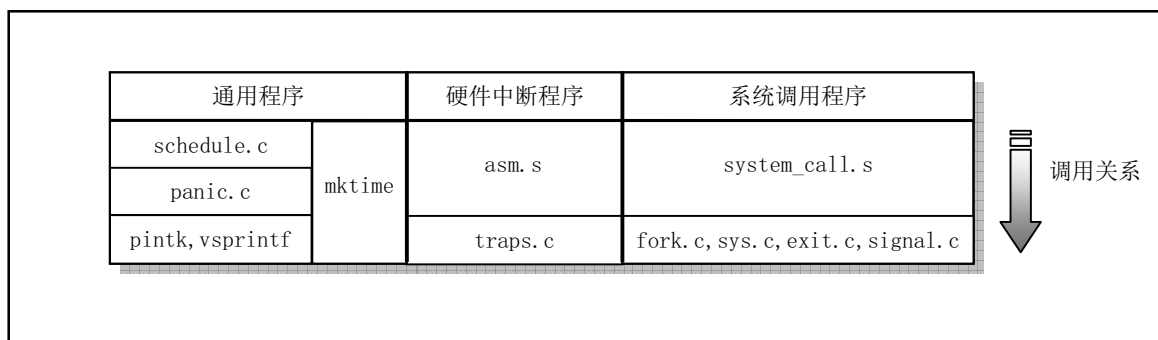 通用程序 硬件中断程序 系统调用程序
schedule.c
mktime asm.s system_call.s
调用关系
panic.c
pintk,vsprintf traps.c fork.c,sys.c,exit.c,signal.c